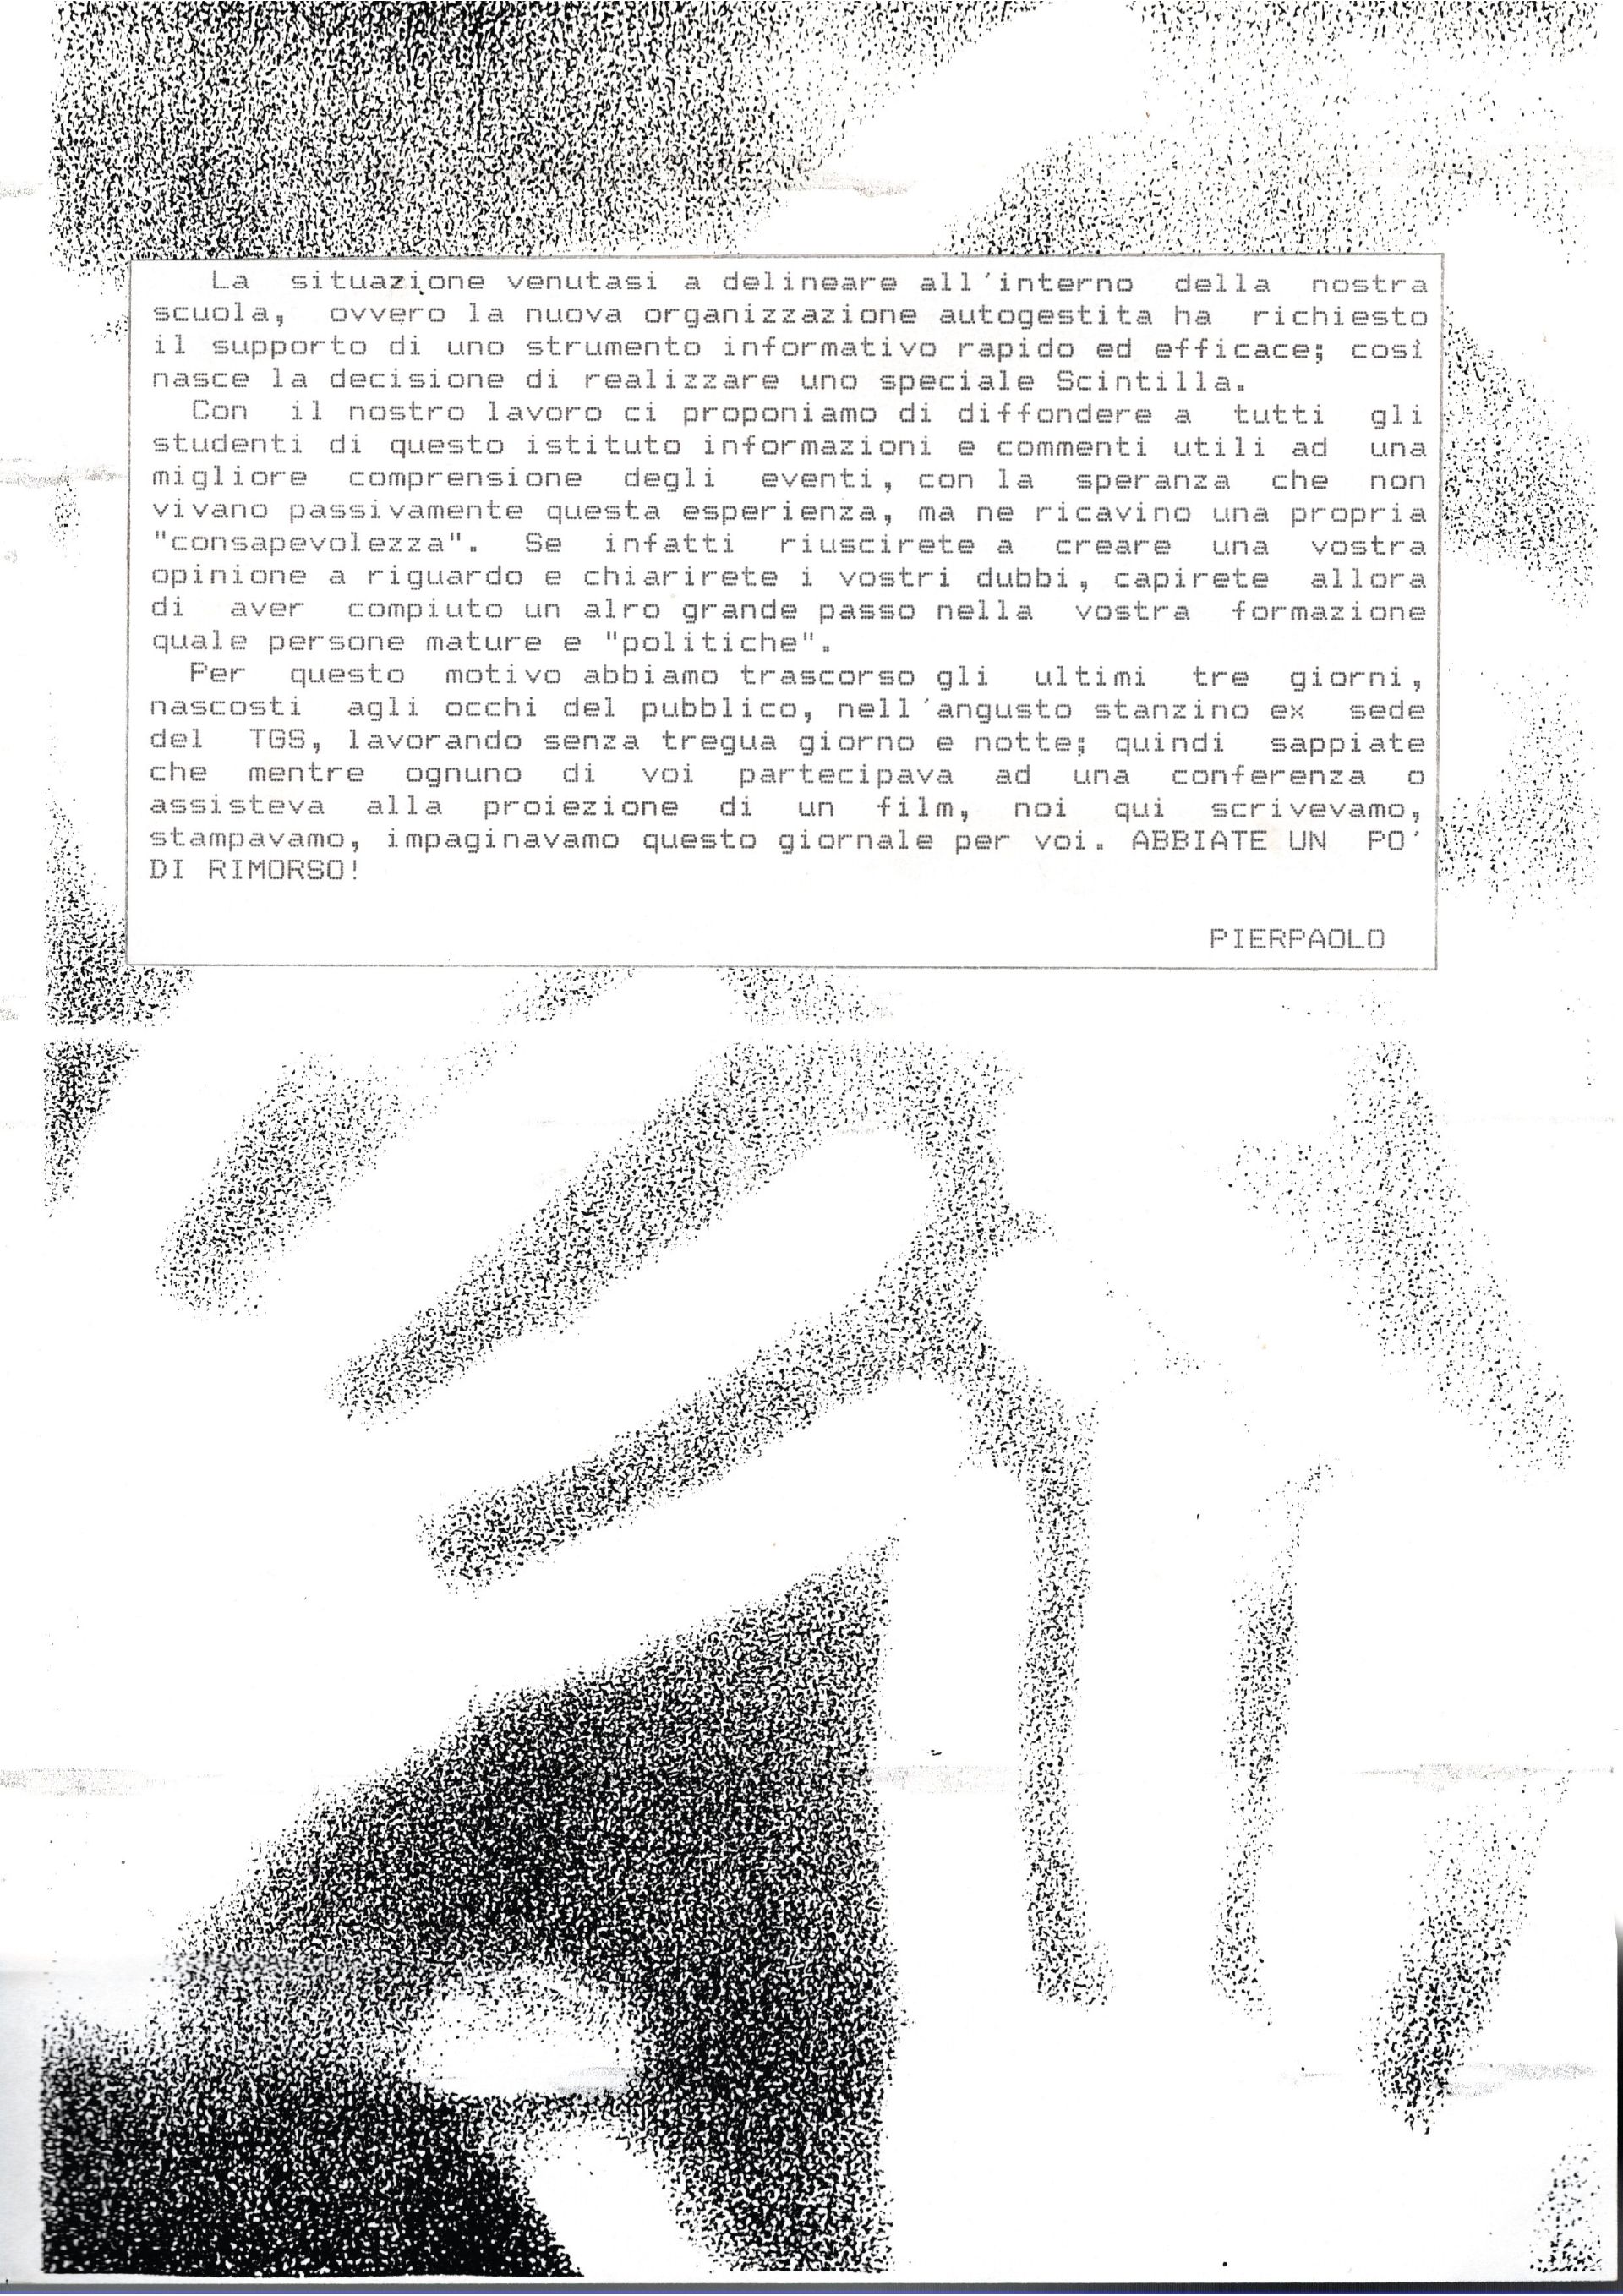 La situazione venutasi a delineare all'interno della nostra
scuola, ovvero la nuova organizzazione autogestita ha richiesto
il supporto di uno strumento informativo rapido ed efficace; così
nasce la decisione di realizzare uno speciale Scintilla.
Con il nostro lavoro ci proponiamo di diffondere a tutti gli
studenti di questo istituto informazioni e commenti utili ad una
migliore comprensione degli eventi, con la speranza che non
vivano passivamente questa esperienza, ma ne ricavino una propria
"consapevolezza". Se infatti riuscirete a creare una vostra
opinione a riguardo e chiarirete i vostri dubbi, capirete allora
di aver compiuto un alro grande passo nella vostra formazione
quale persone mature e "politiche".
Per questo motivo abbiamo trascorso gli ultimi tre giorni,
nascosti agli occhi del pubblico, nell'angusto stanzino ex sede
del TGS, lavorando senza tregua giorno e notte; quindi sappiate
che mentre ognuno di voi partecipava ad una conferenza o
assisteva alla proiezione di un film, noi qui scrivevamo,
stampavamo, impaginavamo questo giornale per voi. ABBIATE UN PO'
DI RIMORSO!
PIERPAOLO